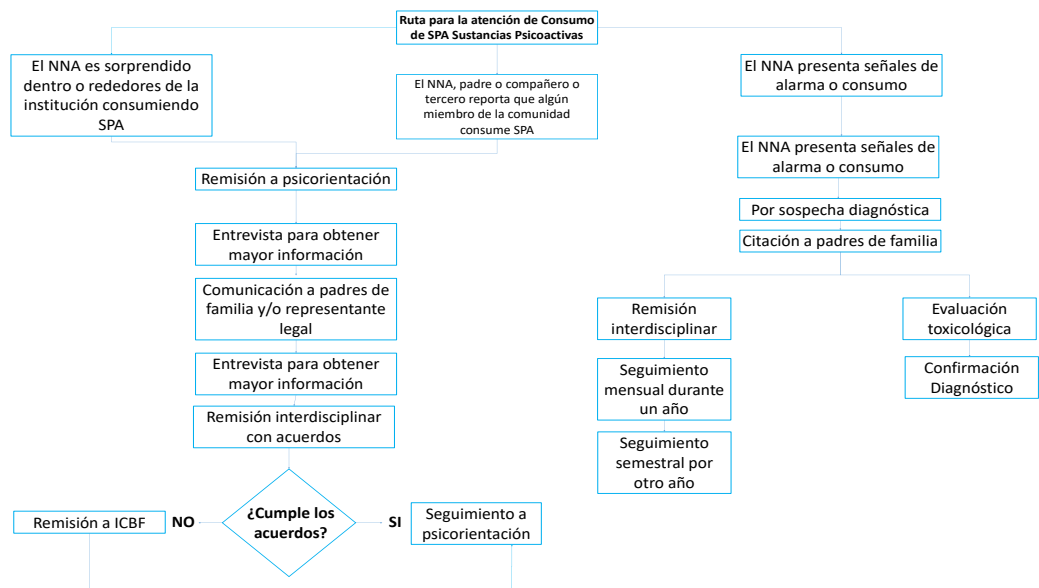 Ruta para la atención de Consumo
de SPA Sustancias Psicoactivas
El NNA es sorprendido
dentro o rededores de la
institución consumiendo
SPA
El NNA, padre o compañero o
tercero reporta que algún
miembro de la comunidad
consume SPA
El NNA presenta señales de
alarma o consumo
El NNA presenta señales de
alarma o consumo
Remisión a psicorientación
Por sospecha diagnóstica
Citación a padres de familia
Entrevista para obtener
mayor información
Comunicación a padres de
familia y/o representante
legal
Entrevista para obtener
mayor información
Remisión interdisciplinar
con acuerdos
Remisión
interdisciplinar
Seguimiento
mensual durante
un año
Seguimiento
semestral por
otro año
Evaluación
toxicológica
Confirmación
Diagnóstico
¿Cumple los
acuerdos?
NO
Remisión a ICBF
SI
Seguimiento a
psicorientación